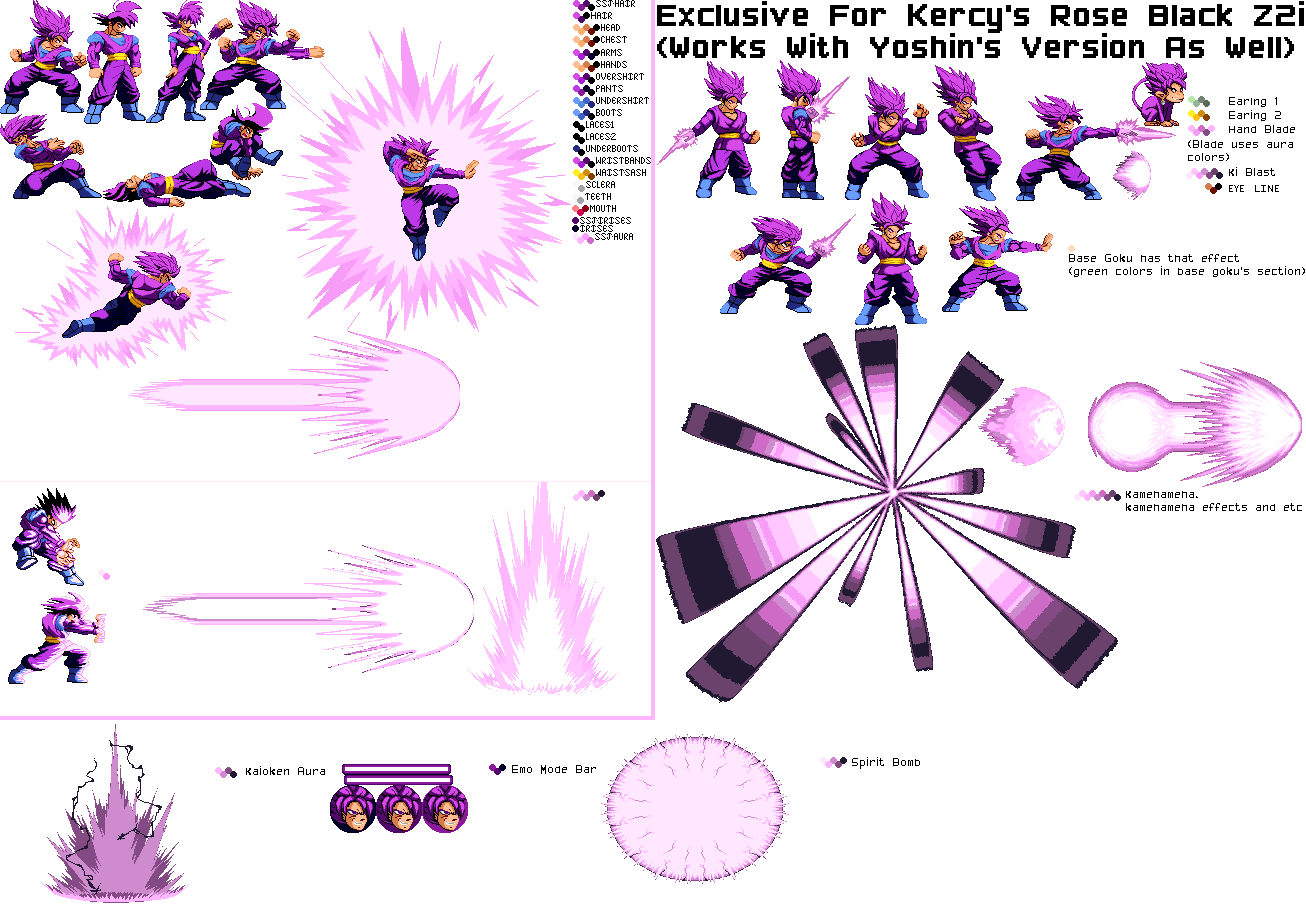 SSJ HAIR
HAIR
HEAD
CHEST
ARMS
HANDS
OVERSHIRT
PANTS
UNDERSHIRT
BOOTS
LACES1
LACES2
UNDERBOOTS
WRISTBANDS
WAISTSASH
SCLERA
TEETH
MOUTH
SSJIRISES
IRISES
SSJAURA
Exclusive For Kercy's Rose Black Z2i
(Works With Yoshin's Version As Well)
Earing 1
Earing 2
Hand Blade
(Blade uses aura
colors)
Ki Blast
EYE LINE
Base Goku has that effect
(green colors in base goku's section)
Kamehameha.
kamehameha effects and etc
Kaioken Aura
Emo Mode Bar
Spirit Bomb